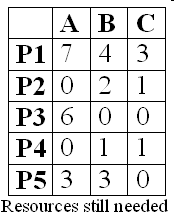 A B C
P1 7 4 3
P2 0 2 1
P3 6 0 0
P4 0 1 1
P5 3 3 0
Resources still needed